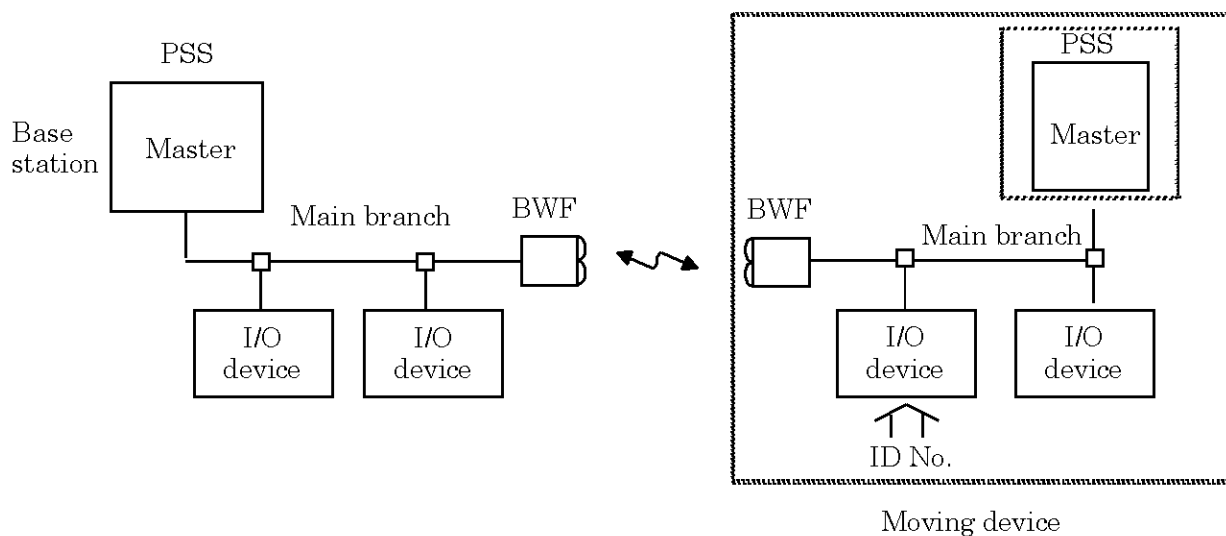 PSS
Base
station
Master
Main branch
BWF
I/O
device
I/O
device
PSS
Master
BWF
Main branch
I/O
device
I/O
device
ID No.
Moving device